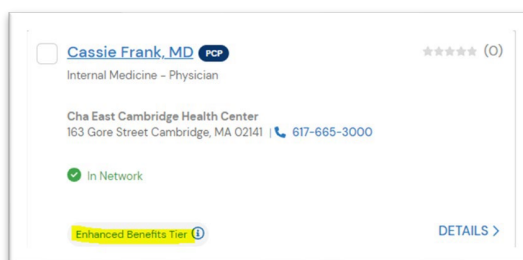 Cassie Frank, MD PCP (0)
Internal Medicine - Physician
Cha East Cambridge Health Center
163 Gore Street Cambridge, MA 02141 | 617-665-3000
In Network
Enhanced Benefits Tier DETAILS >